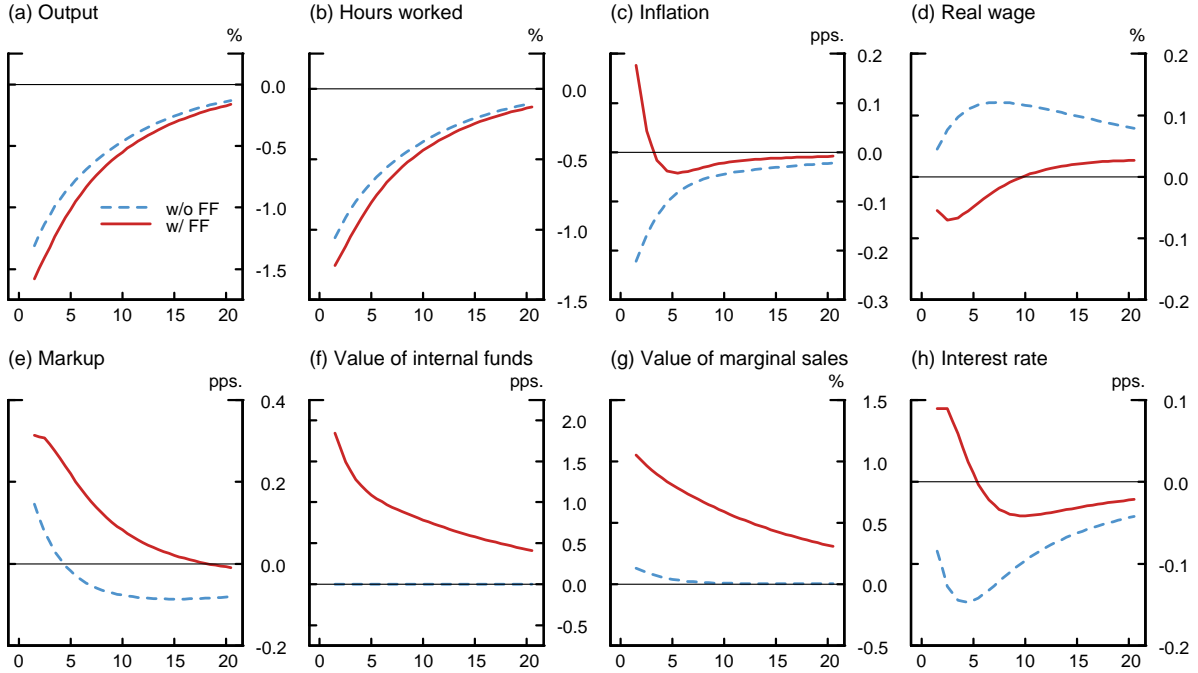 (a) Output
%
0.0
-0.5
-1.0
-1.5
w/o FF
w/ FF
0 5 10 15 20
(b) Hours worked
%
0.0
-0.5
-1.0
-1.5
0 5 10 15 20
(c) Inflation
pps.
0.2
0.1
0.0
-0.1
-0.2
-0.3
0 5 10 15 20
(d) Real wage
%
0.2
0.1
0.0
-0.1
-0.2
0 5 10 15 20
(e) Markup
pps.
0.4
0.2
0.0
-0.2
0 5 10 15 20
(f) Value of internal funds
pps.
2.0
1.5
1.0
0.5
0.0
-0.5
0 5 10 15 20
(g) Value of marginal sales
%
1.5
1.0
0.5
0.0
-0.5
0 5 10 15 20
(h) Interest rate
pps.
0.1
0.0
-0.1
-0.2
0 5 10 15 20